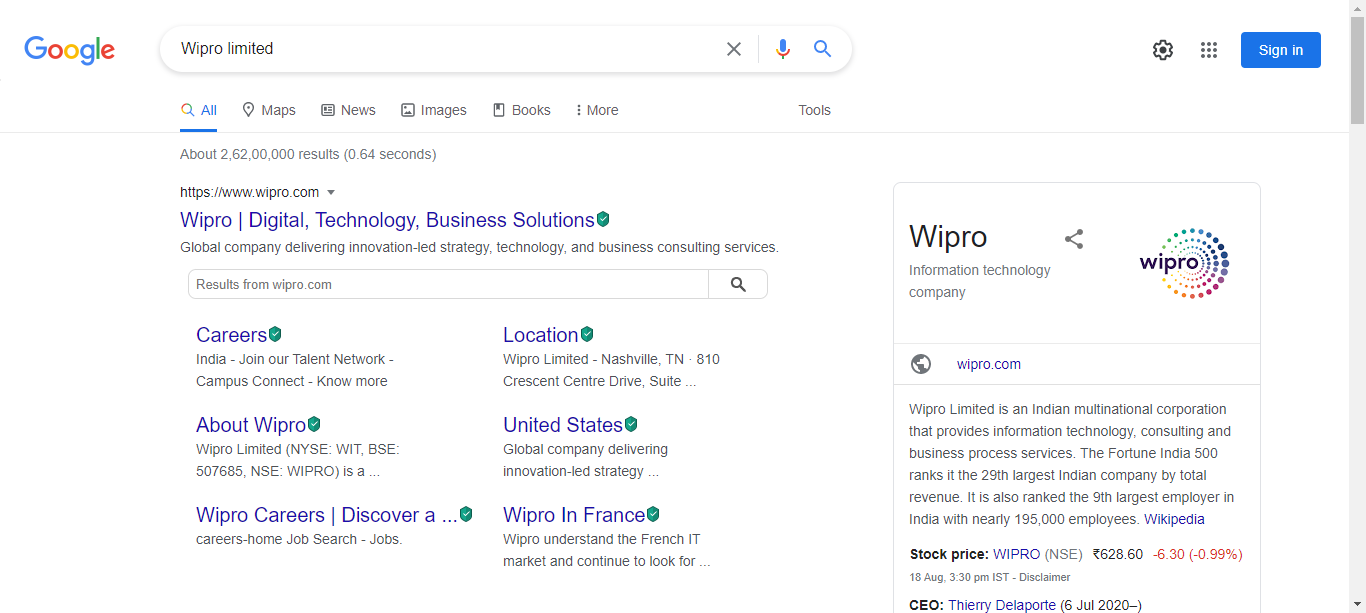 Google
Wipro limited
Sign in
All Maps News Images Books More Tools
About 2,62,00,000 results (0.64 seconds)
https://www.wipro.com
Wipro | Digital, Technology, Business Solutions
Global company delivering innovation-led strategy, technology, and business consulting services.
Results from wipro.com
Careers
India - Join our Talent Network -
Campus Connect - Know more
Location
Wipro Limited - Nashville, TN · 810
Crescent Centre Drive, Suite ...
About Wipro
Wipro Limited (NYSE: WIT, BSE:
507685, NSE: WIPRO) is a ...
United States
Global company delivering
innovation-led strategy ...
Wipro Careers | Discover a ...
careers-home Job Search - Jobs.
Wipro In France
Wipro understand the French IT
market and continue to look for ...
Wipro
Information technology
company
wipro
wipro.com
Wipro Limited is an Indian multinational corporation
that provides information technology, consulting and
business process services. The Fortune India 500
ranks it the 29th largest Indian company by total
revenue. It is also ranked the 9th largest employer in
India with nearly 195,000 employees. Wikipedia
Stock price: WIPRO (NSE) ₹628.60 -6.30 (-0.99%)
18 Aug, 3:30 pm IST - Disclaimer
CEO: Thierry Delaporte (6 Jul 2020–)